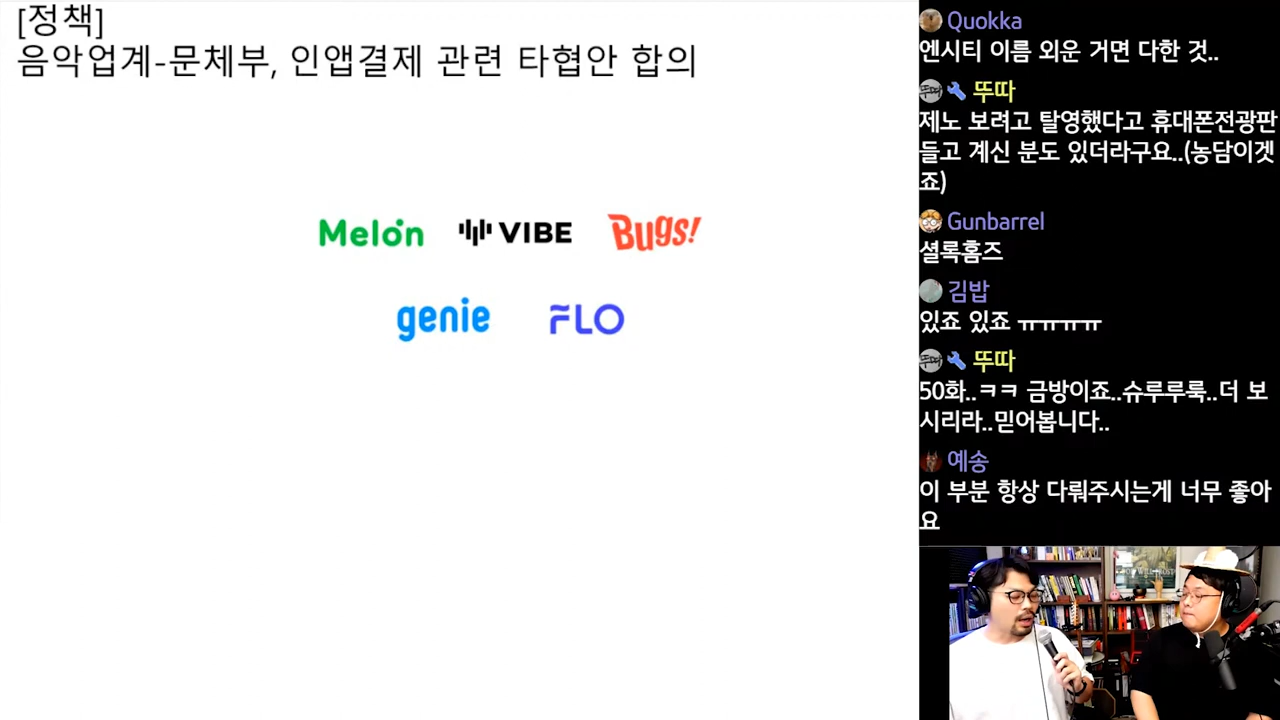 [정책]
음악업계-문체부, 인앱결제 관련 타협안 합의
Melon VIBE Bugs!
genie FLO
Quokka
엔시티 이름 외운 거면 다한 것..
뚜따
제노 보려고 탈영했다고 휴대폰전광판
들고 계신 분도 있더라구요..(농담이겟
죠)
Gunbarrel
셜록홈즈
김밥
있죠 있죠 ㅠㅠㅠㅠ
뚜따
50화..ㅋㅋ 금방이죠..슈루루룩..더 보
시리라..믿어봅니다..
예송
이 부분 항상 다뤄주시는게 너무 좋아
요